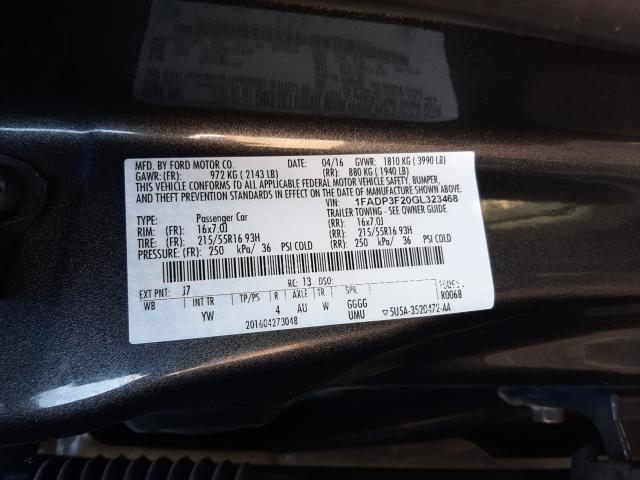 MFD. BY FORD MOTOR CO. DATE: 04/16 GVWR: 1810 KG ( 3990 LB)
GAWR: (FR): 972 KG ( 2143 LB) (RR): 880 KG ( 1940 LB)
THIS VEHICLE CONFORMS TO ALL APPLICABLE FEDERAL MOTOR VEHICLE SAFETY, BUMPER,
AND THEFT PREVENTION STANDARDS IN EFFECT ON THE DATE OF MANUFACTURE SHOWN ABOVE.
VIN: 1FADP3F20GL323468
TYPE: Passenger Car TRAILER TOWING - SEE OWNER GUIDE
RIM: (FR) 16x7.0J (RR): 16x7.0J
TIRE: (FR): 215/55R16 93H (RR): 215/55R16 93H
PRESSURE: (FR) 250 kPa/ 36 PSI COLD (RR) 250 kPa/ 36 PSI COLD
EXT PNT: J7 RC: 13 DSO:
WB INT TR TP/PS R AXLE TR SPR R0068
YW 4 AU W GGGG
201604273048 UMU 5U5A-3520472-AA